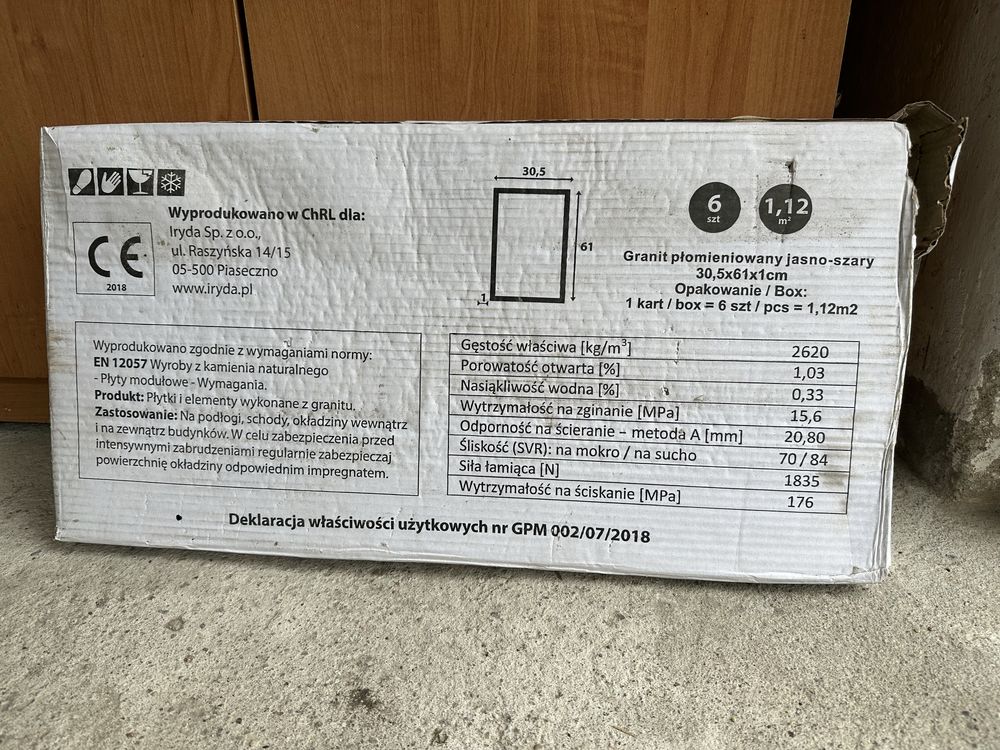 CE
2018
Wyprodukowano w ChRL dla:
Iryda Sp. z o.o.,
ul. Raszyńska 14/15
05-500 Piaseczno
www.iryda.pl
30,5
61
1
6
szt
1,12
m²
Granit płomieniowany jasno-szary
30,5x61x1cm
Opakowanie / Box:
1 kart / box = 6 szt / pcs = 1,12m2
Wyprodukowano zgodnie z wymaganiami normy:
EN 12057 Wyroby z kamienia naturalnego
- Płyty modułowe - Wymagania.
Produkt: Płytki i elementy wykonane z granitu.
Zastosowanie: Na podłogi, schody, okładziny wewnątrz
i na zewnątrz budynków. W celu zabezpieczenia przed
intensywnymi zabrudzeniami regularnie zabezpieczaj
powierzchnię okładziny odpowiednim impregnatem.
Gęstość właściwa [kg/m³] 2620
Porowatość otwarta [%] 1,03
Nasiąkliwość wodna [%] 0,33
Wytrzymałość na zginanie [MPa] 15,6
Odporność na ścieranie – metoda A [mm] 20,80
Śliskość (SVR): na mokro / na sucho 70 / 84
Siła łamiąca [N] 1835
Wytrzymałość na ściskanie [MPa] 176
Deklaracja właściwości użytkowych nr GPM 002/07/2018